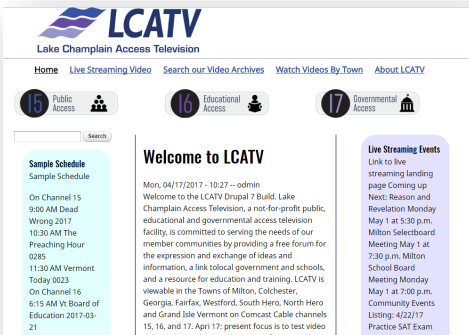 LCATV
Lake Champlain Access Television
Home Live Streaming Video Search our Video Archives Watch Videos By Town About LCATV
15 Public Access
16 Educational Access
17 Governmental Access
Search
Sample Schedule
Sample Schedule
On Channel 15
9:00 AM Dead
Wrong 2017
10:30 AM The
Preaching Hour
0285
11:30 AM Vermont
Today 0023
On Channel 16
6:15 AM Vt Board of
Education 2017-03-
21
Welcome to LCATV
Mon, 04/17/2017 - 10:27 -- odmin
Welcome to the LCATV Drupal 7 Build. Lake
Champlain Access Television, a not-for-profit public,
educational and governmental access television
facility, is committed to serving the needs of our
member communities by providing a free forum for
the expression and exchange of ideas and
information, a link tolocal government and schools,
and a resource for education and training. LCATV is
viewable in the Towns of Milton, Colchester,
Georgia, Fairfax, Westford, South Hero, North Hero
and Grand Isle Vermont on Comcast Cable channels
15, 16, and 17. Apri 17: present focus is to test video
Live Streaming Events
Link to live
streaming landing
page Coming up
Next: Reason and
Revelation Monday
May 1 at 5:30 p.m.
Milton Selectboard
Meeting May 1 at
7:30 p.m. Milton
School Board
Meeting Monday
May 1 at 7:00 p.m.
Community Events
Listing: 4/22/17
Practice SAT Exam